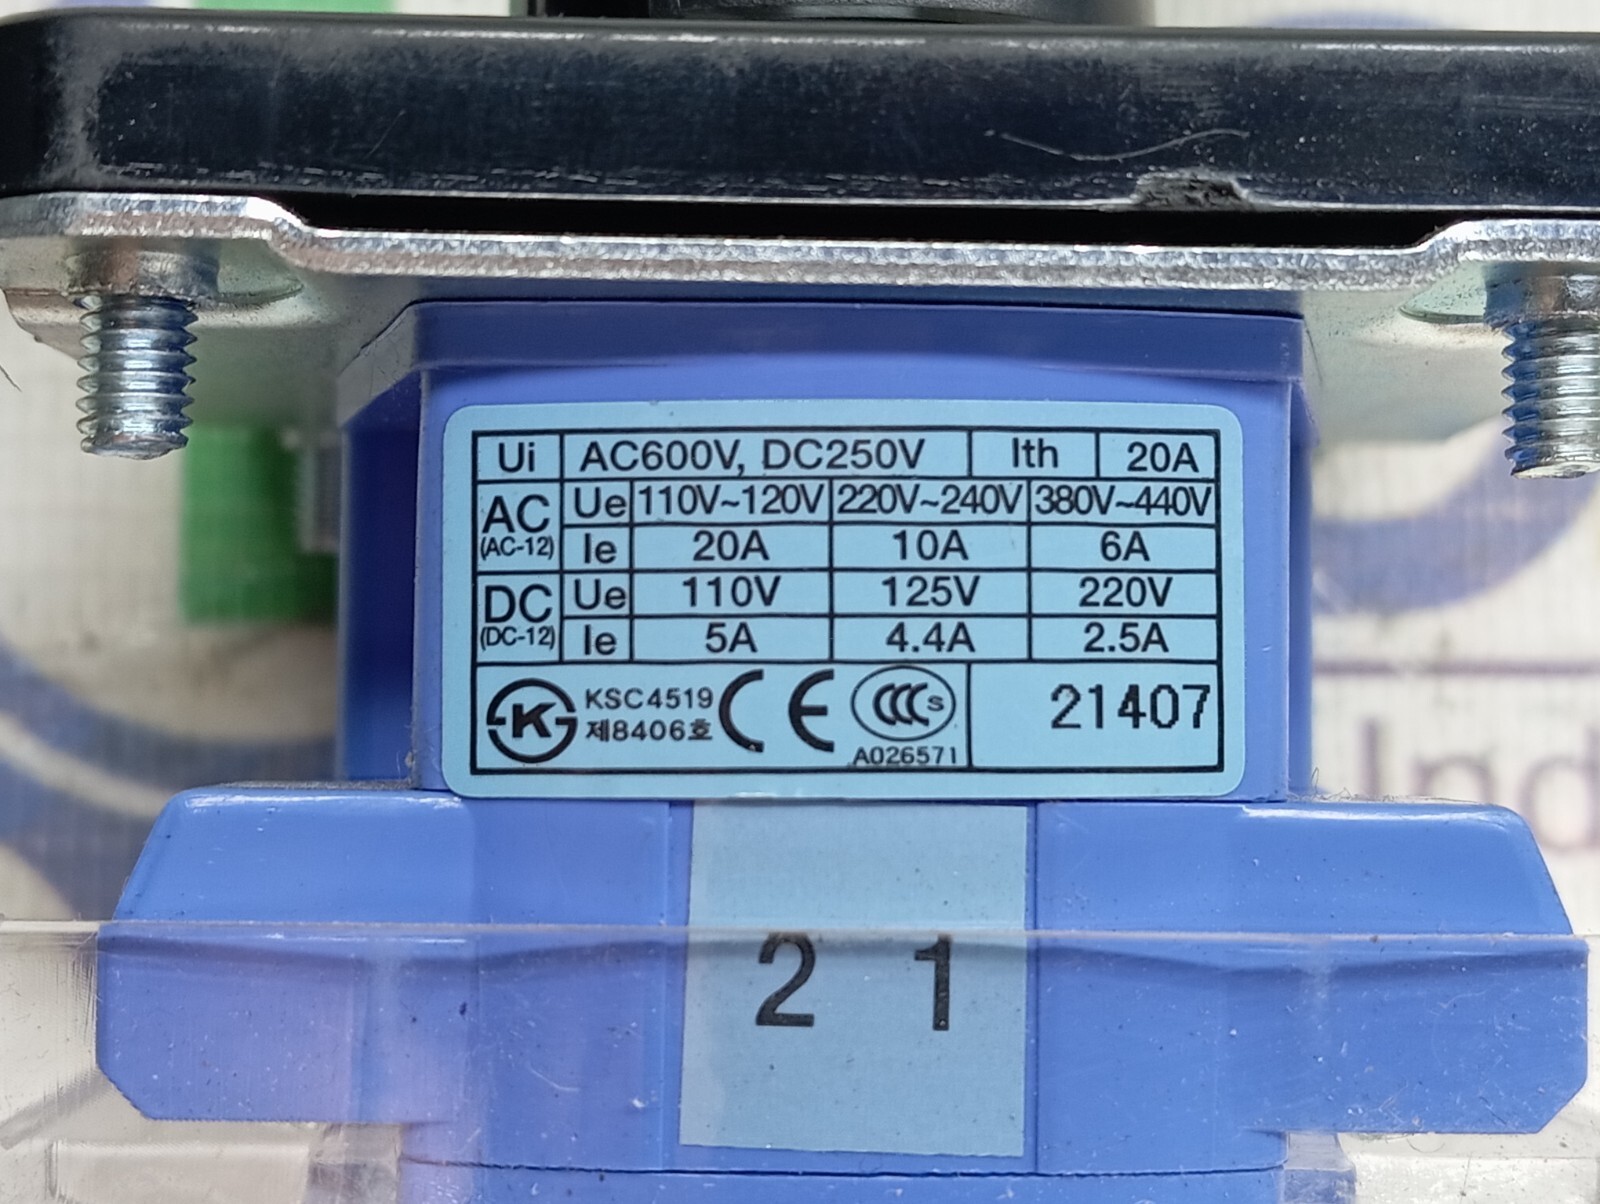 Ui AC600V, DC250V Ith 20A
AC (AC-12) Ue 110V~120V 220V~240V 380V~440V
Ie 20A 10A 6A
DC (DC-12) Ue 110V 125V 220V
Ie 5A 4.4A 2.5A
K KSC4519 CE CCC S 21407
제8406호 A026571
2 1
Ind